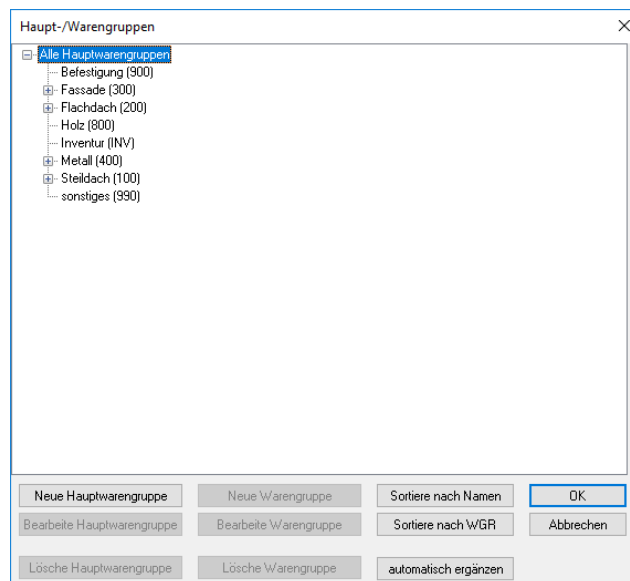 Haupt-/Warengruppen
Alle Hauptwarengruppen
Befestigung (900)
Fassade (300)
Flachdach (200)
Holz (800)
Inventur (INV)
Metall (400)
Steildach (100)
sonstiges (990)
Neue Hauptwarengruppe Neue Warengruppe Sortiere nach Namen OK
Bearbeite Hauptwarengruppe Bearbeite Warengruppe Sortiere nach WGR Abbrechen
Lösche Hauptwarengruppe Lösche Warengruppe automatisch ergänzen